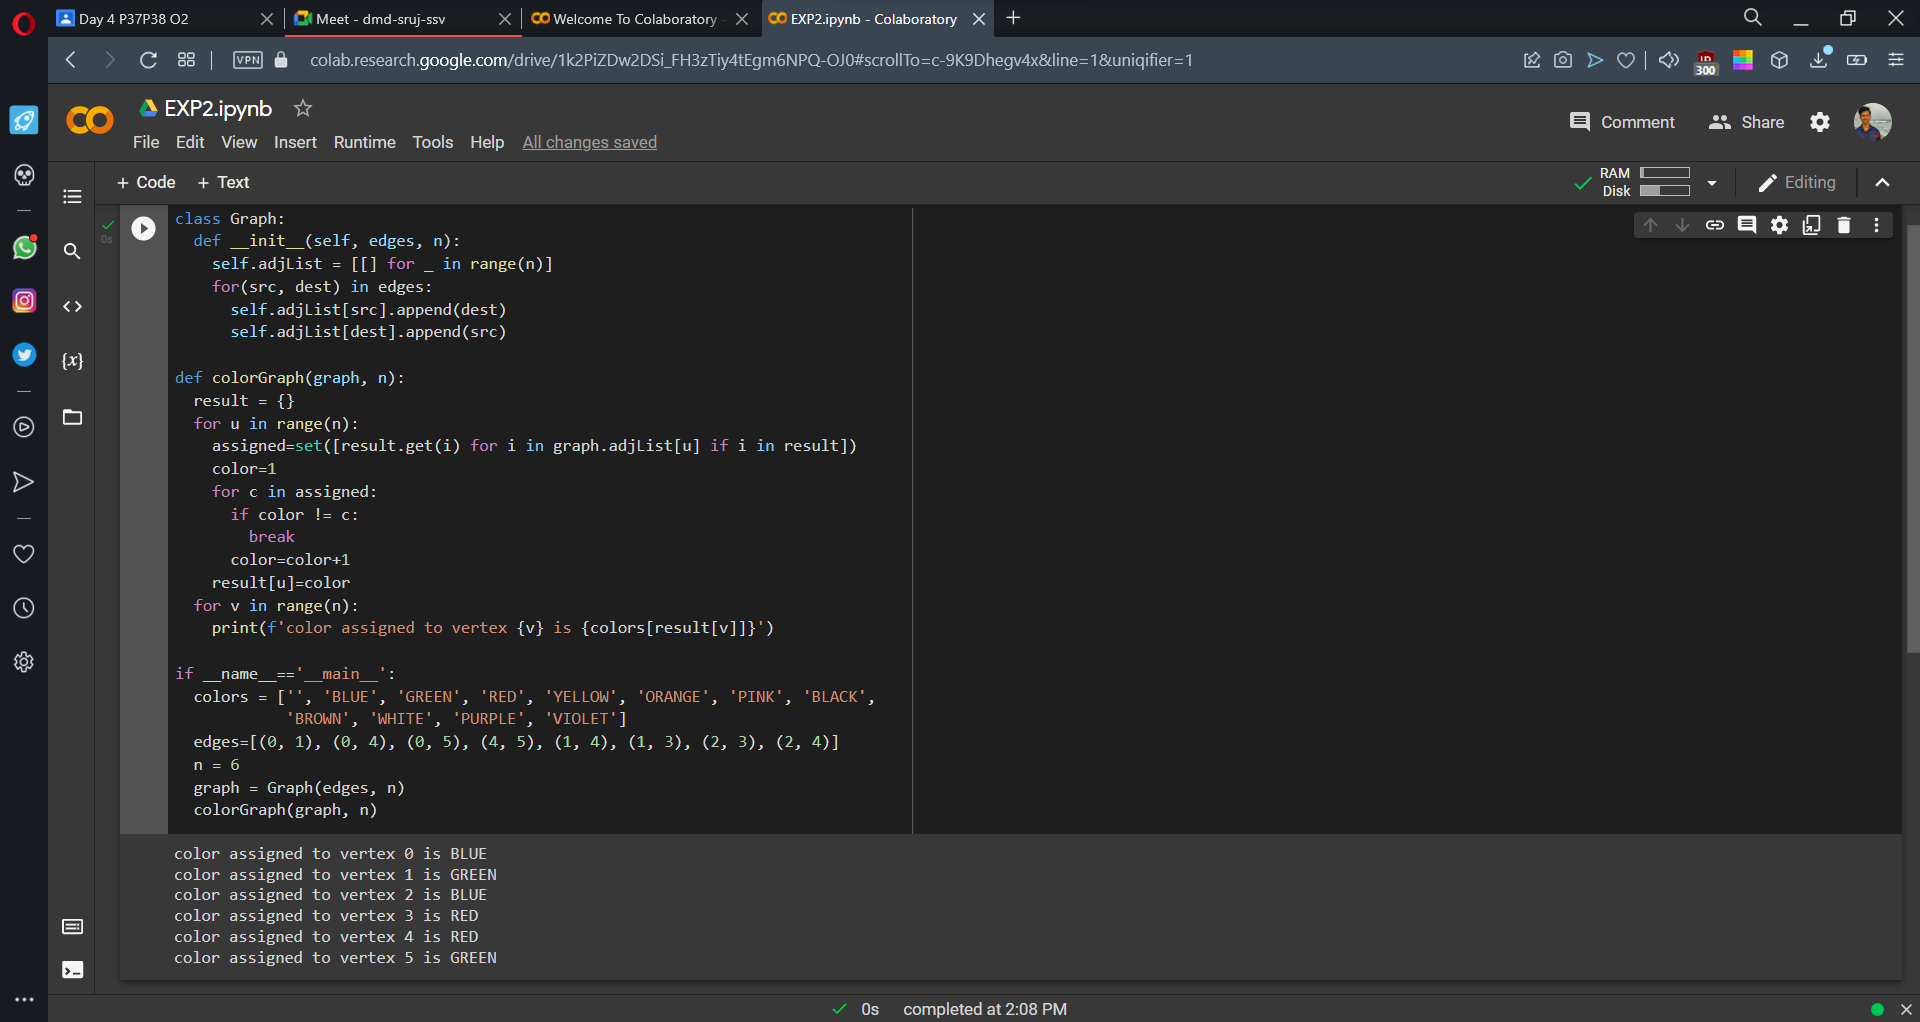 Day 4 P37P38 O2
Meet - dmd-sruj-ssv
Welcome To Colaboratory
EXP2.ipynb - Colaboratory
VPN
colab.research.google.com/drive/1k2PiZDw2DSi_FH3zTiy4tEgm6NPQ-OJ0#scrollTo=c-9K9Dhegv4x&line=1&uniqifier=1
300
EXP2.ipynb
Comment
Share
File Edit View Insert Runtime Tools Help All changes saved
+ Code + Text
RAM
Disk
Editing
0s
class Graph:
  def __init__(self, edges, n):
    self.adjList = [[] for _ in range(n)]
    for(src, dest) in edges:
      self.adjList[src].append(dest)
      self.adjList[dest].append(src)
def colorGraph(graph, n):
  result = {}
  for u in range(n):
    assigned=set([result.get(i) for i in graph.adjList[u] if i in result])
    color=1
    for c in assigned:
      if color != c:
        break
      color=color+1
    result[u]=color
  for v in range(n):
    print(f'color assigned to vertex {v} is {colors[result[v]]}')
if __name__=='__main__':
  colors = ['', 'BLUE', 'GREEN', 'RED', 'YELLOW', 'ORANGE', 'PINK', 'BLACK',
            'BROWN', 'WHITE', 'PURPLE', 'VIOLET']
  edges=[(0, 1), (0, 4), (0, 5), (4, 5), (1, 4), (1, 3), (2, 3), (2, 4)]
  n = 6
  graph = Graph(edges, n)
  colorGraph(graph, n)
color assigned to vertex 0 is BLUE
color assigned to vertex 1 is GREEN
color assigned to vertex 2 is BLUE
color assigned to vertex 3 is RED
color assigned to vertex 4 is RED
color assigned to vertex 5 is GREEN
0s completed at 2:08 PM